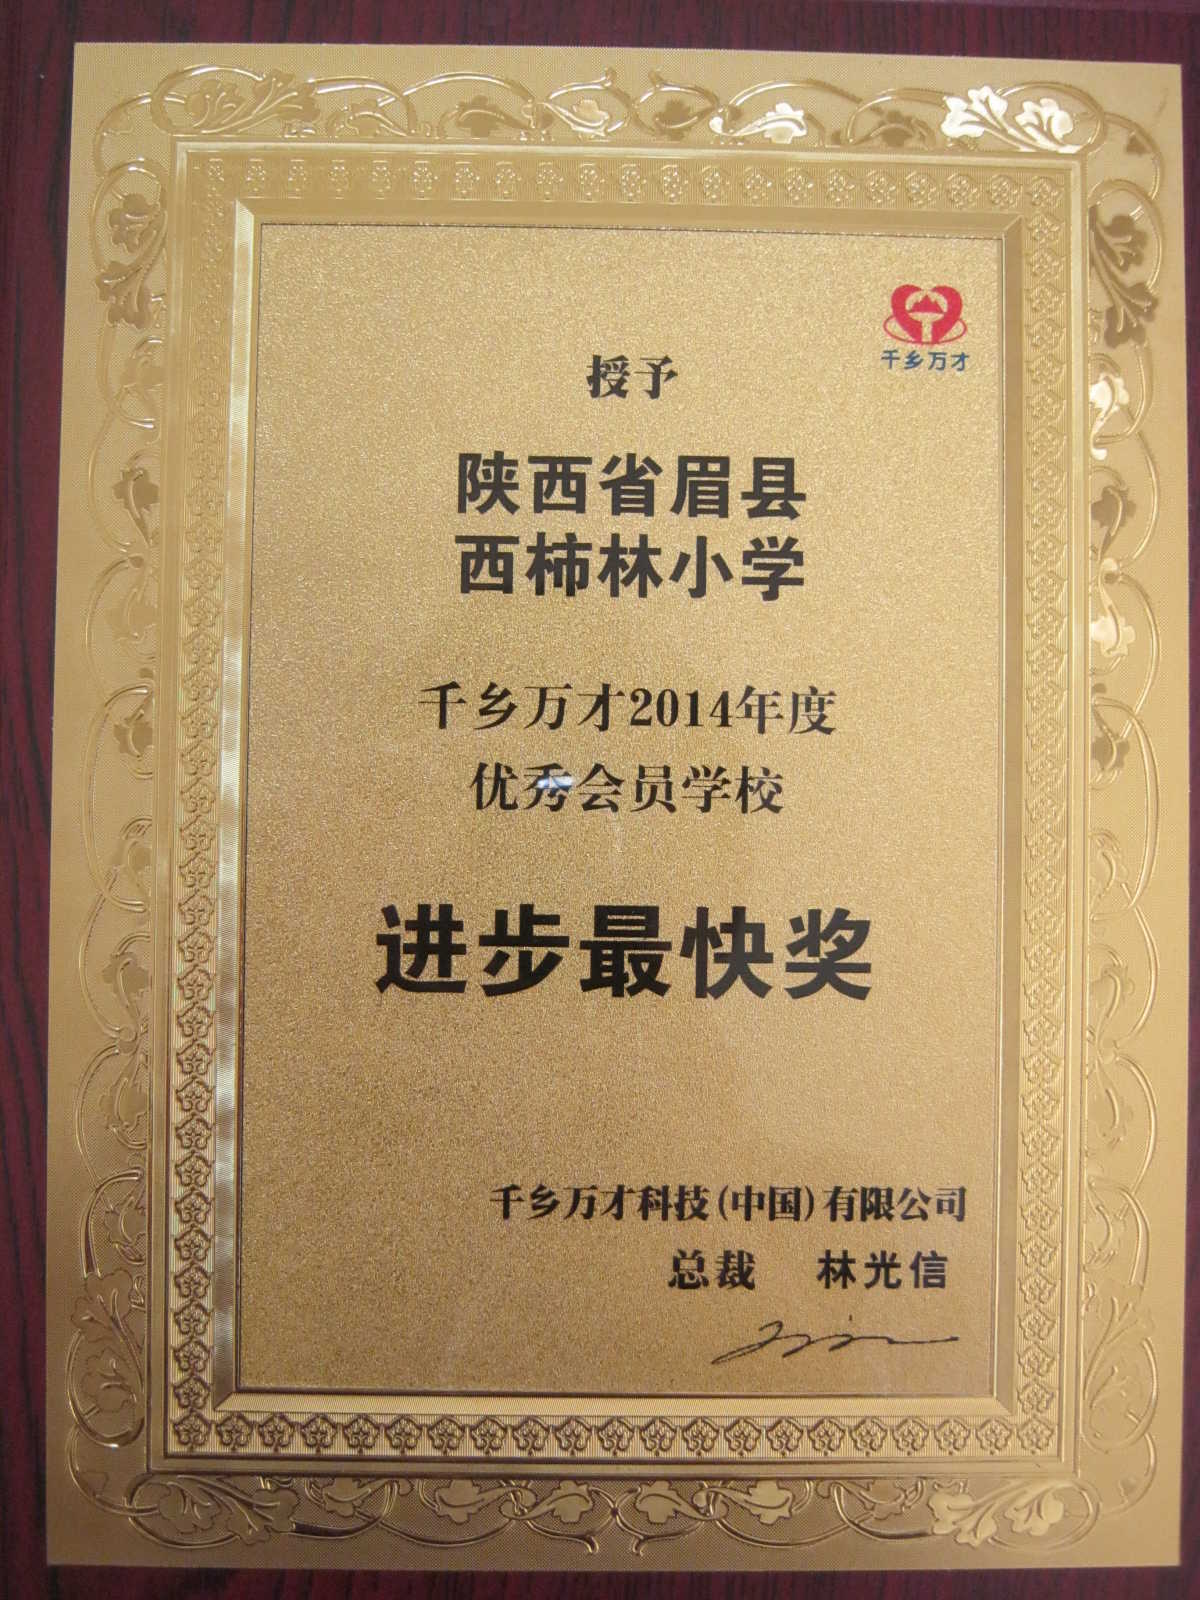 千乡万才
授予
陕西省眉县
西柿林小学
千乡万才2014年度
优秀会员学校
进步最快奖
千乡万才科技(中国)有限公司
总裁 林光信